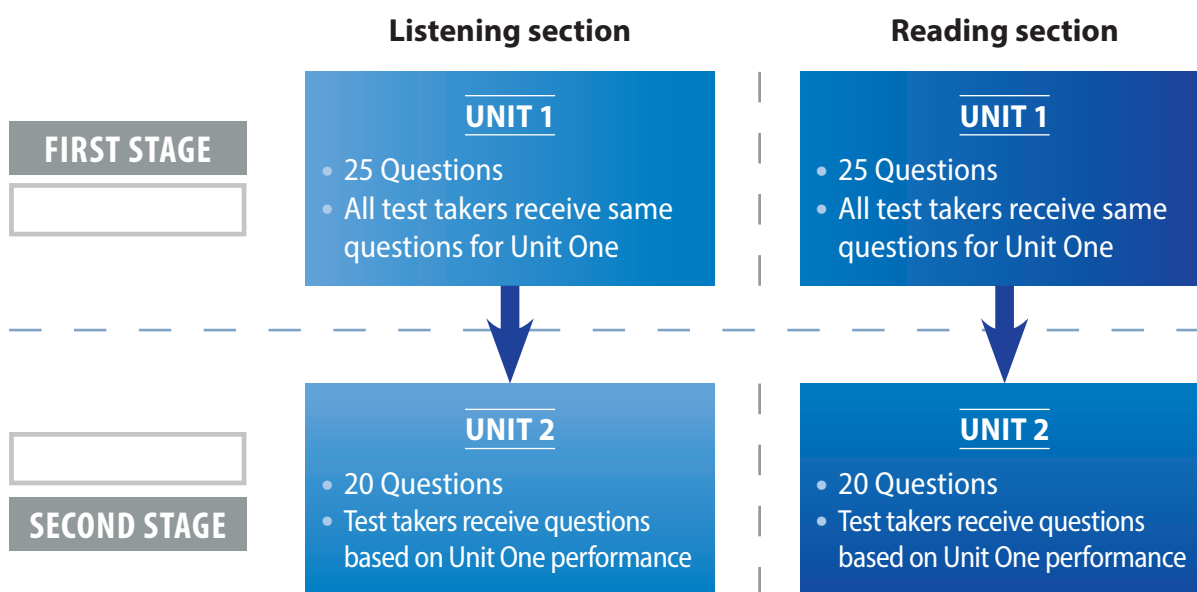 Listening section
Reading section
FIRST STAGE
UNIT 1
• 25 Questions
• All test takers receive same
questions for Unit One
UNIT 1
• 25 Questions
• All test takers receive same
questions for Unit One
SECOND STAGE
UNIT 2
• 20 Questions
• Test takers receive questions
based on Unit One performance
UNIT 2
• 20 Questions
• Test takers receive questions
based on Unit One performance